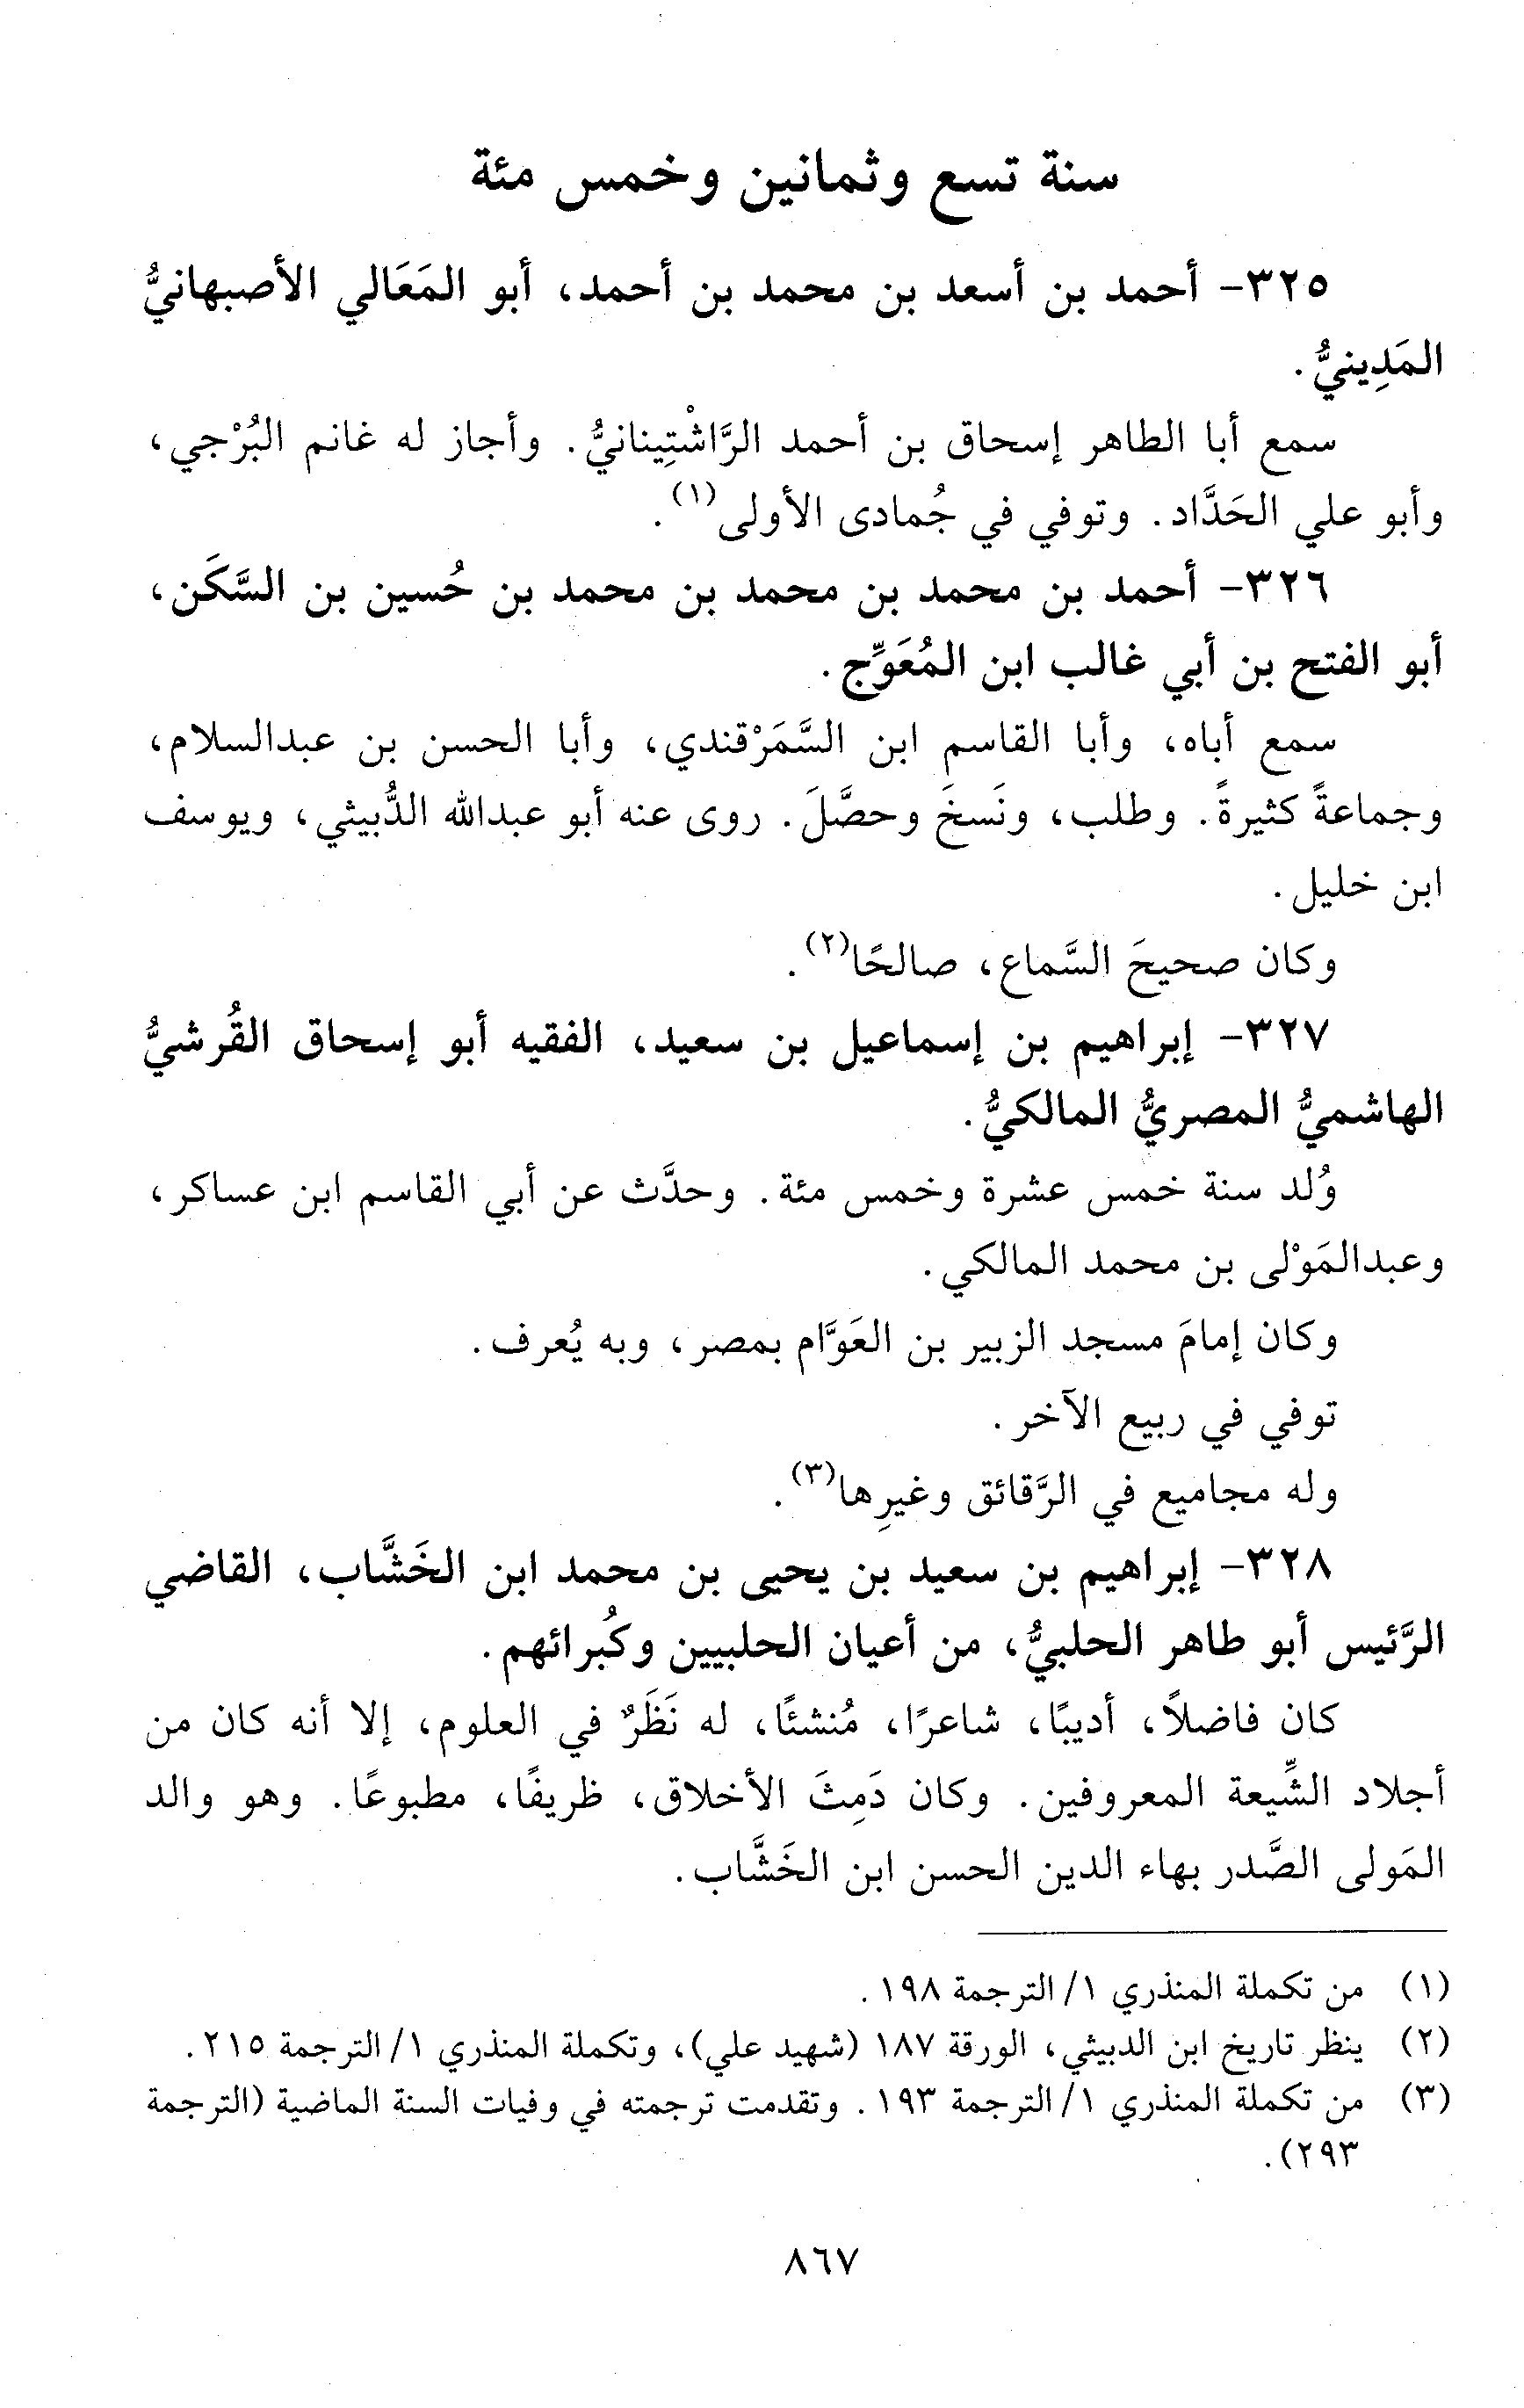 سنة تسع وثمانين وخمس مئة
٣٢٥- أحمد بن أسعد بن محمد بن أحمد، أبو المَعَالي الأصبهانيُّ
المَدِينيُّ.
سمع أبا الطاهر إسحاق بن أحمد الرَّاشْتِينانيُّ. وأجاز له غانم البُرْجي،
وأبو علي الحَدَّاد. وتوفي في جُمادى الأولى(١).
٣٢٦- أحمد بن محمد بن محمد بن محمد بن حُسين بن السَّكَن،
أبو الفتح بن أبي غالب ابن المُعَوِّج.
سمع أباه، وأبا القاسم ابن السَّمَرْقندي، وأبا الحسن بن عبدالسلام،
وجماعةً كثيرةً. وطلب، ونَسخَ وحصَّلَ. روى عنه أبو عبدالله الدُّبيثي، ويوسف
ابن خليل.
وكان صحيحَ السَّماع، صالحًا(٢).
٣٢٧- إبراهيم بن إسماعيل بن سعيد، الفقيه أبو إسحاق القُرشيُّ
الهاشميُّ المصريُّ المالكيُّ.
وُلد سنة خمس عشرة وخمس مئة. وحدَّث عن أبي القاسم ابن عساكر،
وعبدالمَوْلى بن محمد المالكي.
وكان إمامَ مسجد الزبير بن العَوَّام بمصر، وبه يُعرف.
توفي في ربيع الآخر.
وله مجاميع في الرَّقائق وغيرِها(٣).
٣٢٨- إبراهيم بن سعيد بن يحيى بن محمد ابن الخَشَّاب، القاضي
الرَّئيس أبو طاهر الحلبيُّ، من أعيان الحلبيين وكُبرائهم.
كان فاضلاً، أديبًا، شاعرًا، مُنشئًا، له نَظَرٌ في العلوم، إلا أنه كان من
أجلاد الشِّيعة المعروفين. وكان دَمِثَ الأخلاق، ظريفًا، مطبوعًا. وهو والد
المَولى الصَّدر بهاء الدين الحسن ابن الخَشَّاب.
(١) من تكملة المنذري ١/ الترجمة ١٩٨.
(٢) ينظر تاريخ ابن الدبيثي، الورقة ١٨٧ (شهيد علي)، وتكملة المنذري ١/ الترجمة ٢١٥.
(٣) من تكملة المنذري ١/ الترجمة ١٩٣. وتقدمت ترجمته في وفيات السنة الماضية (الترجمة
٢٩٣).
٨٦٧